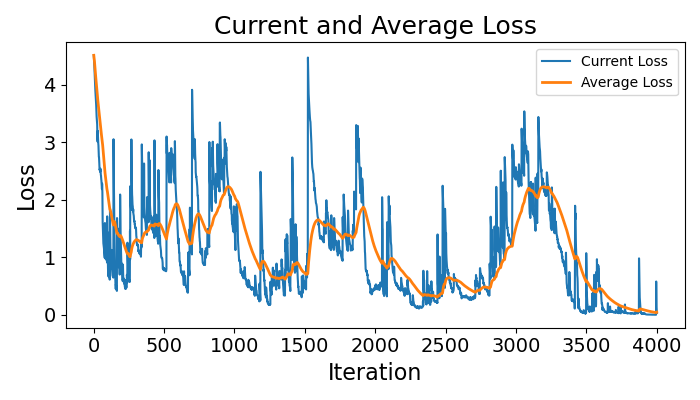 Current and Average Loss
Current Loss
Average Loss
Loss
4
3
2
1
0
0 500 1000 1500 2000 2500 3000 3500 4000
Iteration